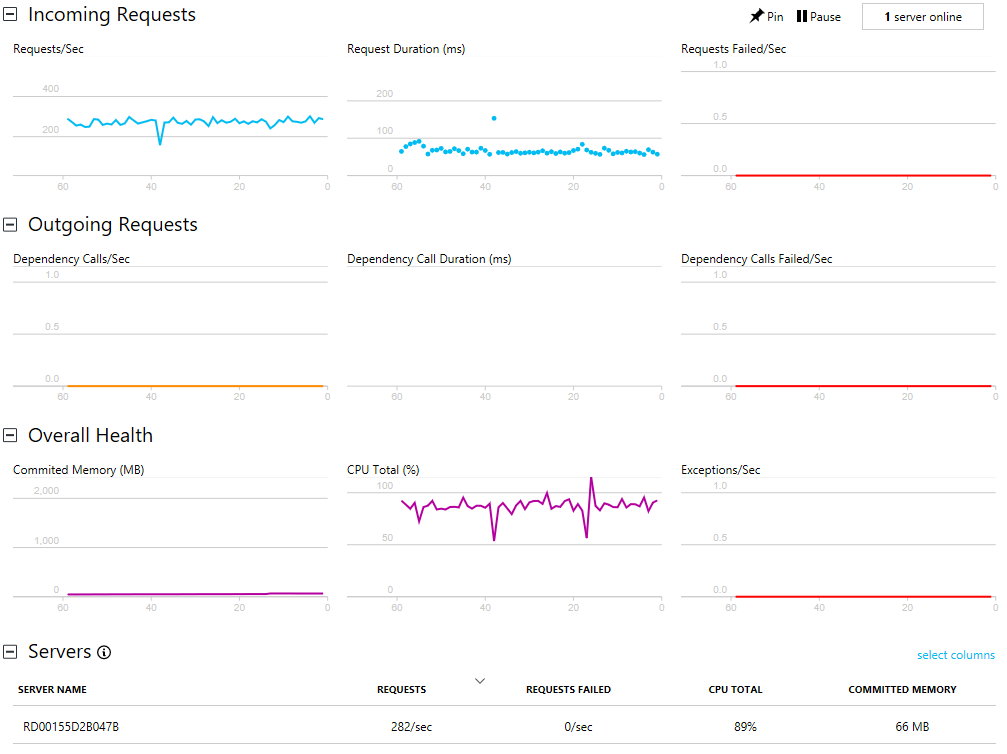 Incoming Requests
Pin Pause 1 server online
Requests/Sec Request Duration (ms) Requests Failed/Sec
400
200
60 40 20 0
200
100
0
60 40 20 0
1.0
0.5
0.0
60 40 20 0
Outgoing Requests
Dependency Calls/Sec Dependency Call Duration (ms) Dependency Calls Failed/Sec
1.0
0.5
0.0
60 40 20 0
60 40 20 0
1.0
0.5
0.0
60 40 20 0
Overall Health
Commited Memory (MB) CPU Total (%) Exceptions/Sec
2,000
1,000
0
60 40 20 0
100
50
0
60 40 20 0
1.0
0.5
0.0
60 40 20 0
Servers
select columns
SERVER NAME REQUESTS REQUESTS FAILED CPU TOTAL COMMITTED MEMORY
RD00155D2B047B 282/sec 0/sec 89% 66 MB